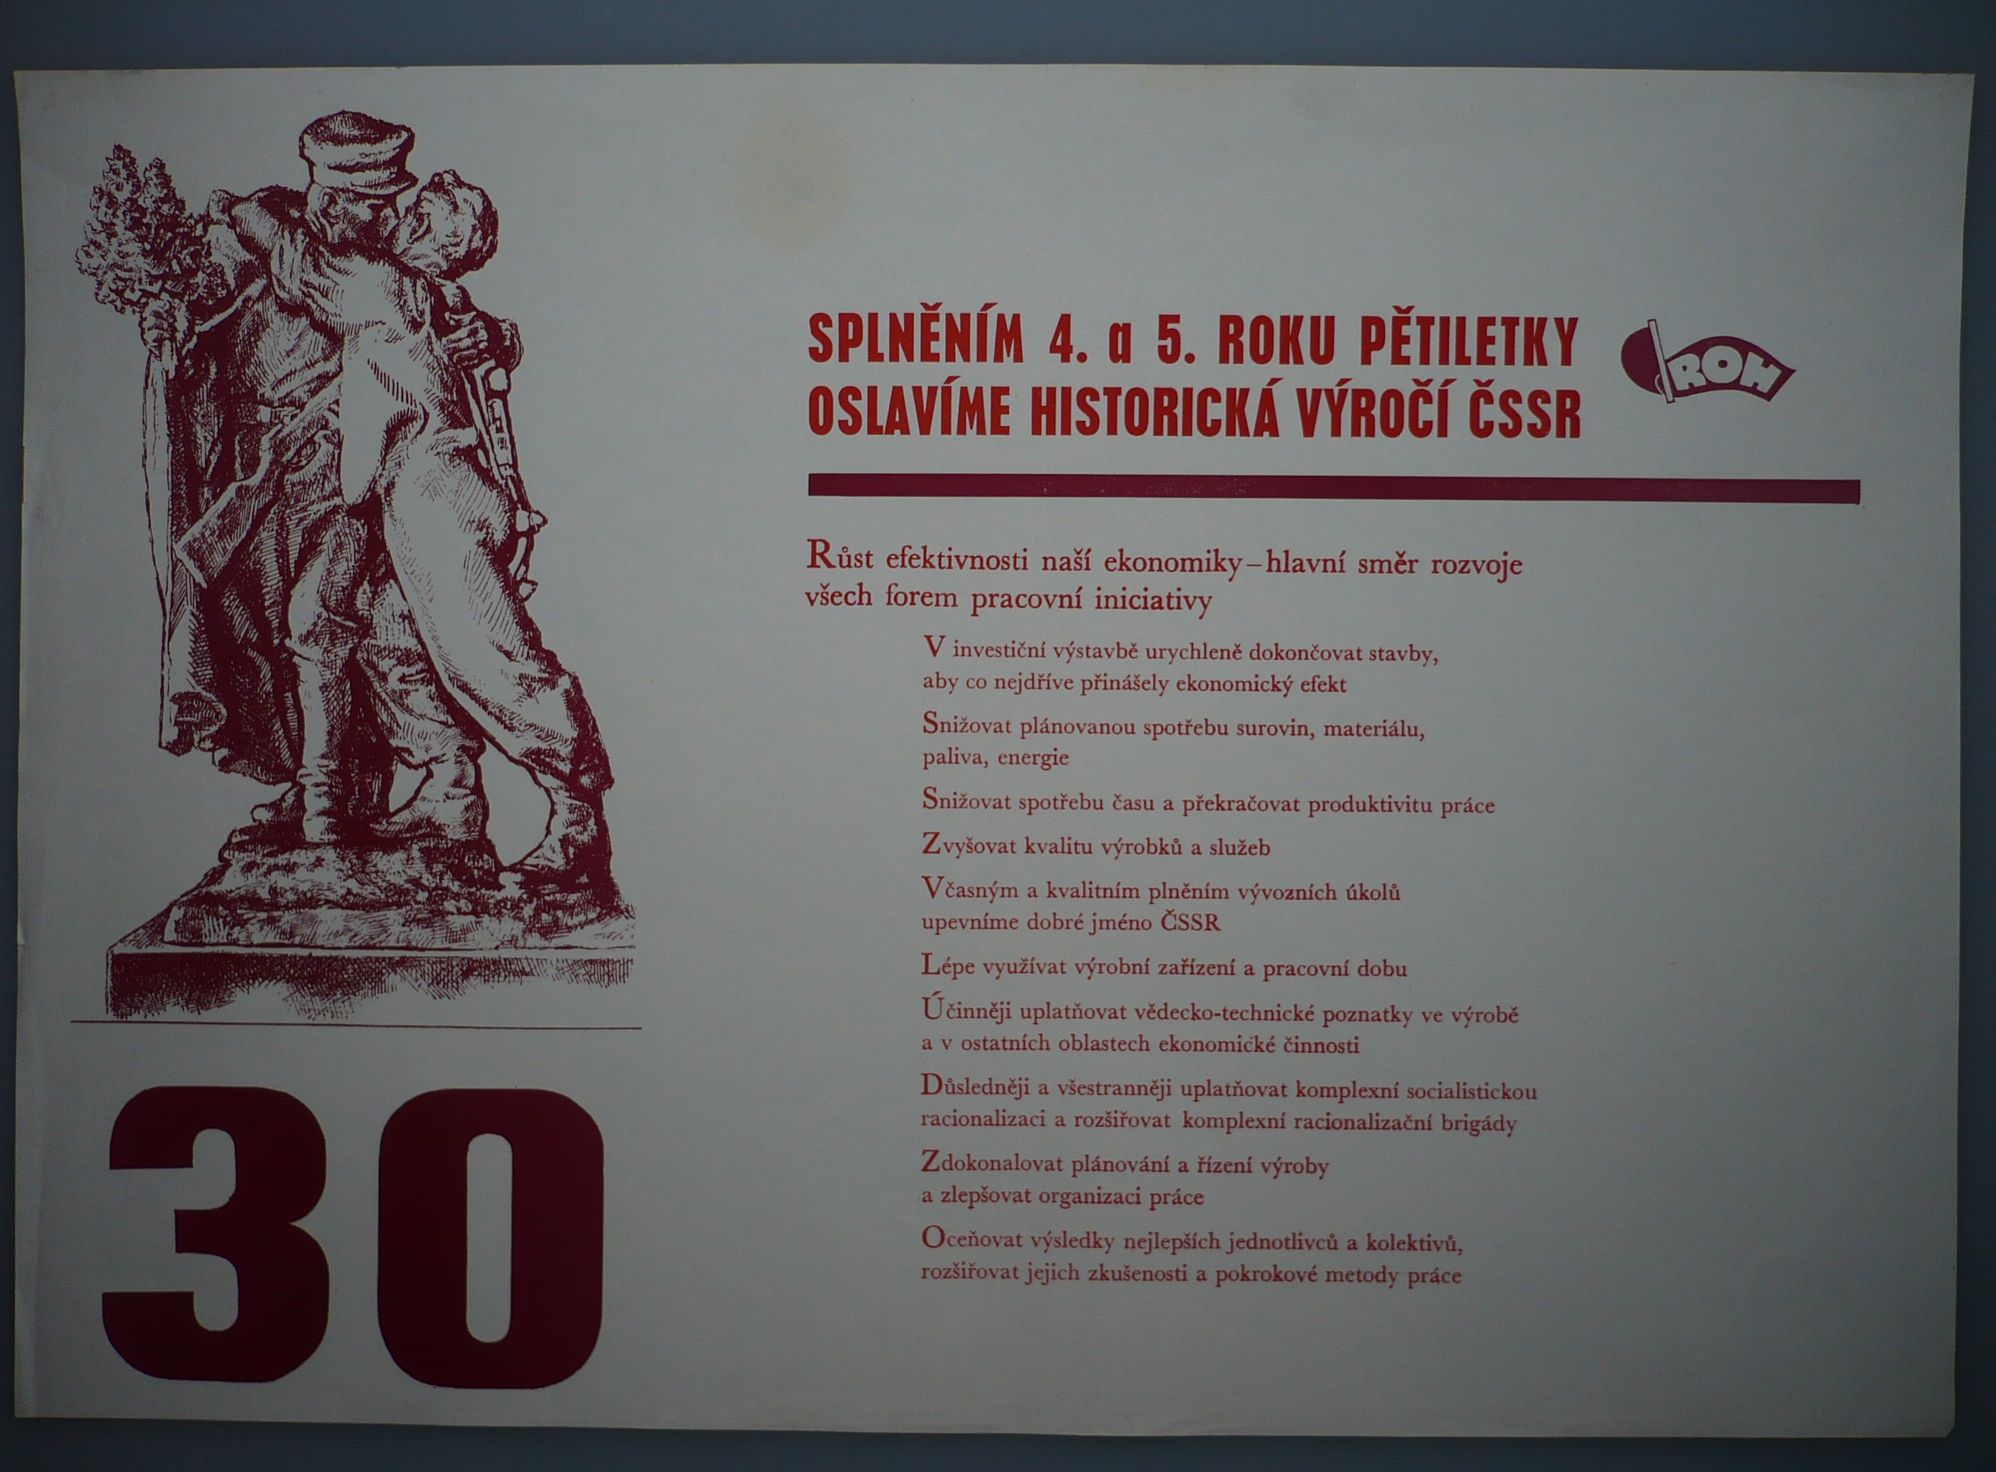 SPLNĚNÍM 4. a 5. ROKU PĚTILETKY
OSLAVÍME HISTORICKÁ VÝROČÍ ČSSR
ROH
Růst efektivnosti naší ekonomiky – hlavní směr rozvoje
všech forem pracovní iniciativy
V investiční výstavbě urychleně dokončovat stavby,
aby co nejdříve přinášely ekonomický efekt
Snižovat plánovanou spotřebu surovin, materiálu,
paliva, energie
Snižovat spotřebu času a překračovat produktivitu práce
Zvyšovat kvalitu výrobků a služeb
Včasným a kvalitním plněním vývozních úkolů
upevníme dobré jméno ČSSR
Lépe využívat výrobní zařízení a pracovní dobu
Účinněji uplatňovat vědecko-technické poznatky ve výrobě
a v ostatních oblastech ekonomické činnosti
Důsledněji a všestranněji uplatňovat komplexní socialistickou
racionalizaci a rozšiřovat komplexní racionalizační brigády
Zdokonalovat plánování a řízení výroby
a zlepšovat organizaci práce
Oceňovat výsledky nejlepších jednotlivců a kolektivů,
rozšiřovat jejich zkušenosti a pokrokové metody práce
30